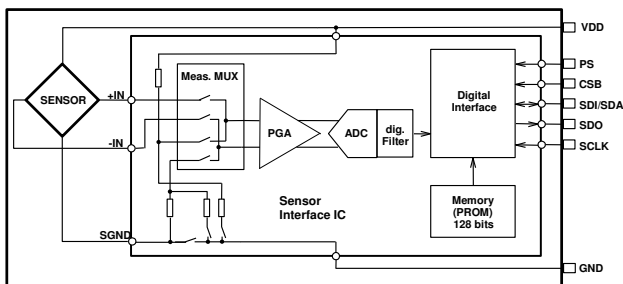 VDD
PS
CSB
SDI/SDA
SDO
SCLK
GND
Meas. MUX
SENSOR
+IN
-IN
SGND
PGA
ADC
dig.
Filter
Digital
Interface
Memory
(PROM)
128 bits
Sensor
Interface IC